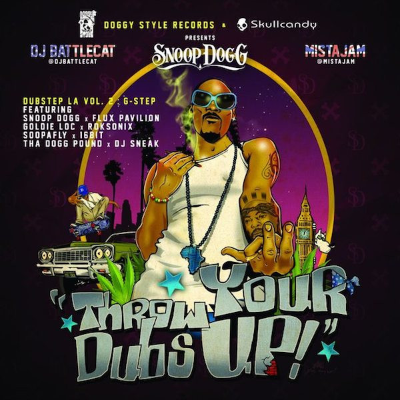 DOGGY STYLE RECORDS & Skullcandy
PRESENTS
DJ BATTLECAT
@DJBATTLECAT
SNOOP DOGG
MISTAJAM
@MISTAJAM
DUBSTEP LA VOL. 2: G-STEP
FEATURING
SNOOP DOGG x FLUX PAVILION
GOLDIE LOC x ROKSONIX
SOOPAFLY x 16BIT
THA DOGG POUND x DJ SNEAK
"THROW YOUR
DUBS UP!"